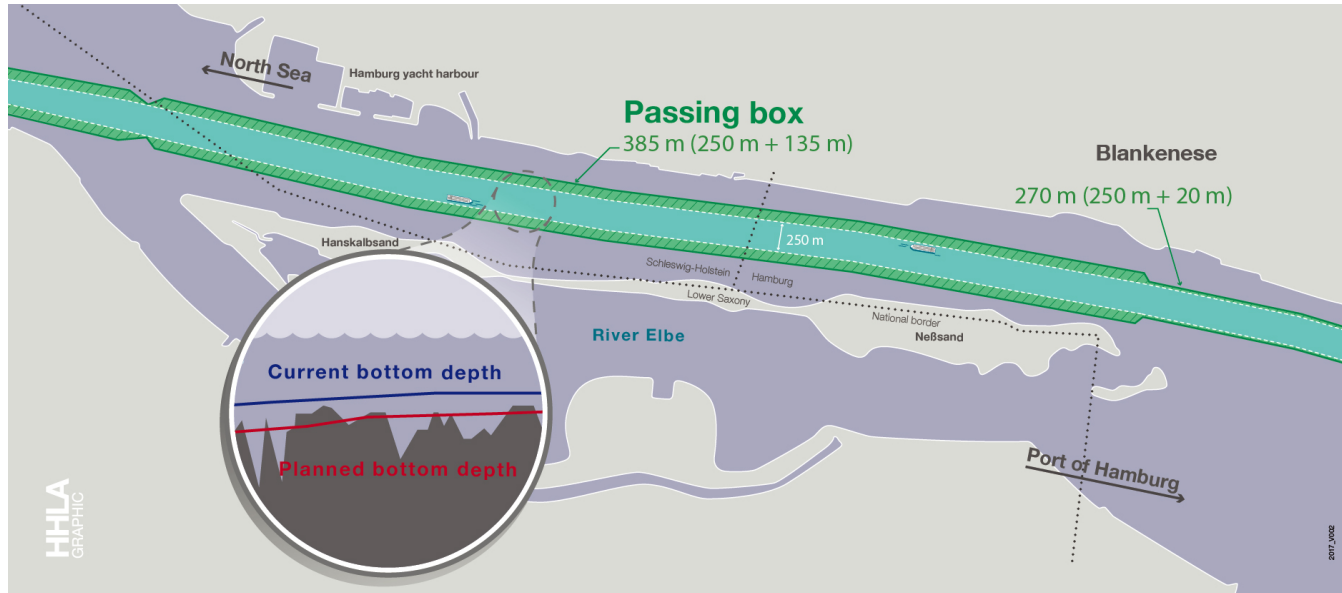 North Sea
Hamburg yacht harbour
Passing box
385 m (250 m + 135 m)
Blankenese
270 m (250 m + 20 m)
250 m
Hanskalbsand
Schleswig-Holstein
Hamburg
Lower Saxony
National border
Neßsand
River Elbe
Current bottom depth
Planned bottom depth
Port of Hamburg
HHLA
GRAPHIC
2017_V002